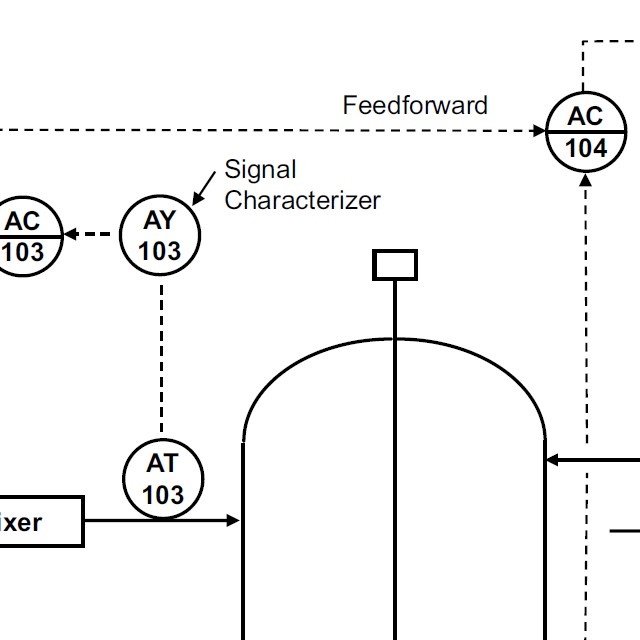 Feedforward
AC
104
Signal
Characterizer
AC
103
AY
103
AT
103
ixer